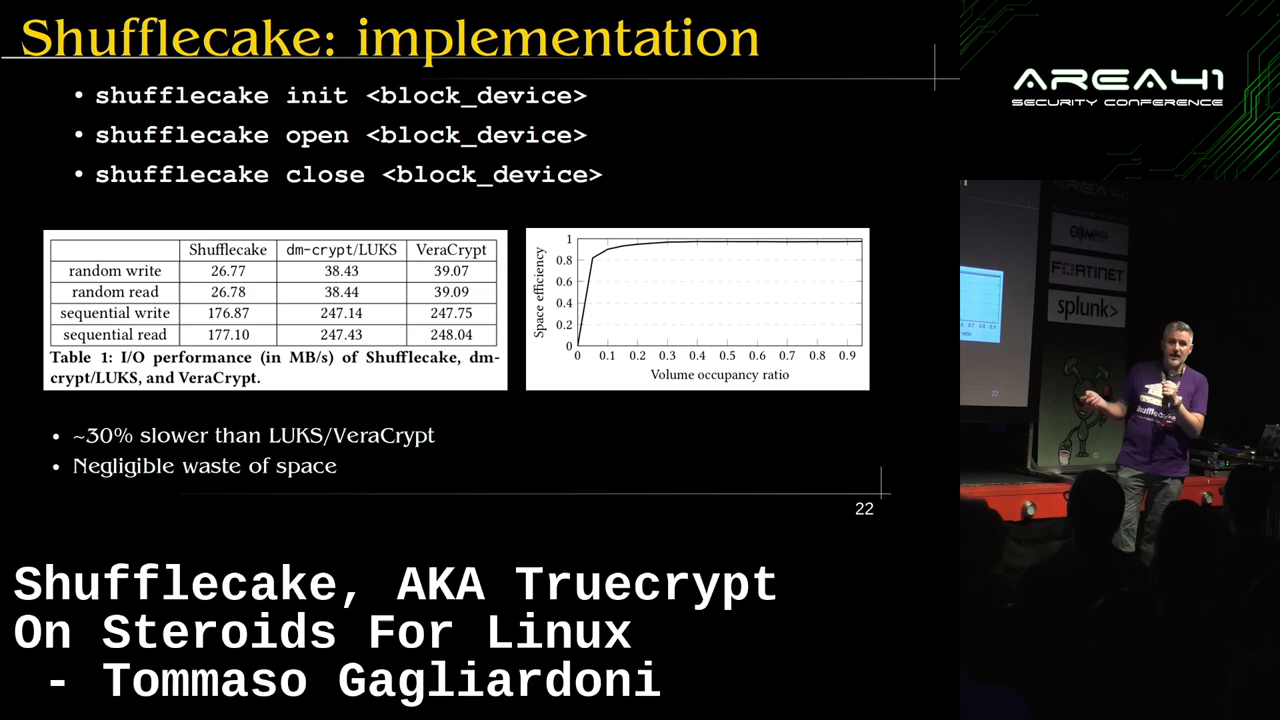 Shufflecake: implementation
• shufflecake init <block_device>
• shufflecake open <block_device>
• shufflecake close <block_device>
Shufflecake dm-crypt/LUKS VeraCrypt
random write 26.77 38.43 39.07
random read 26.78 38.44 39.09
sequential write 176.87 247.14 247.75
sequential read 177.10 247.43 248.04
Table 1: I/O performance (in MB/s) of Shufflecake, dm-
crypt/LUKS, and VeraCrypt.
Space efficiency
1
0.8
0.6
0.4
0.2
0
0 0.1 0.2 0.3 0.4 0.5 0.6 0.7 0.8 0.9
Volume occupancy ratio
• ~30% slower than LUKS/VeraCrypt
• Negligible waste of space
22
AREA41
SECURITY CONFERENCE
AREA41
FORTINET
splunk>
22
Shufflecake
Shufflecake, AKA Truecrypt
On Steroids For Linux
- Tommaso Gagliardoni